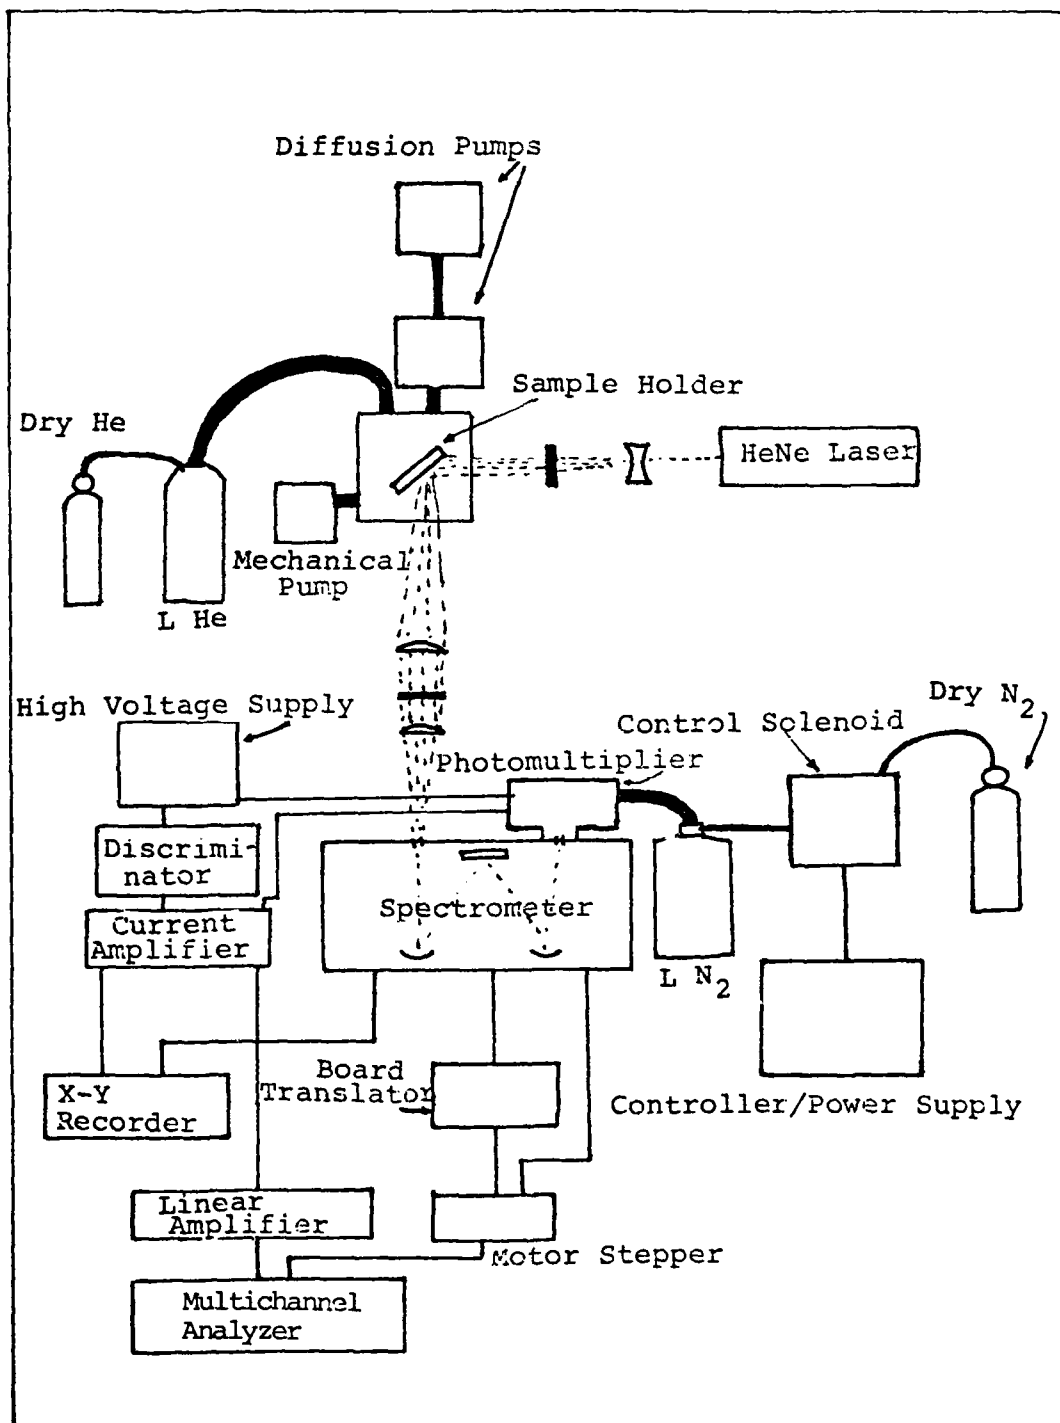 Diffusion Pumps
Sample Holder
Dry He
HeNe Laser
Mechanical
Pump
L He
High Voltage Supply
Dry N₂
Control Solenoid
Photomultiplier
Discrimi-
nator
Spectrometer
Current
Amplifier
L N₂
Board
Translator
X-Y
Recorder
Controller/Power Supply
Linear
Amplifier
Motor Stepper
Multichannel
Analyzer